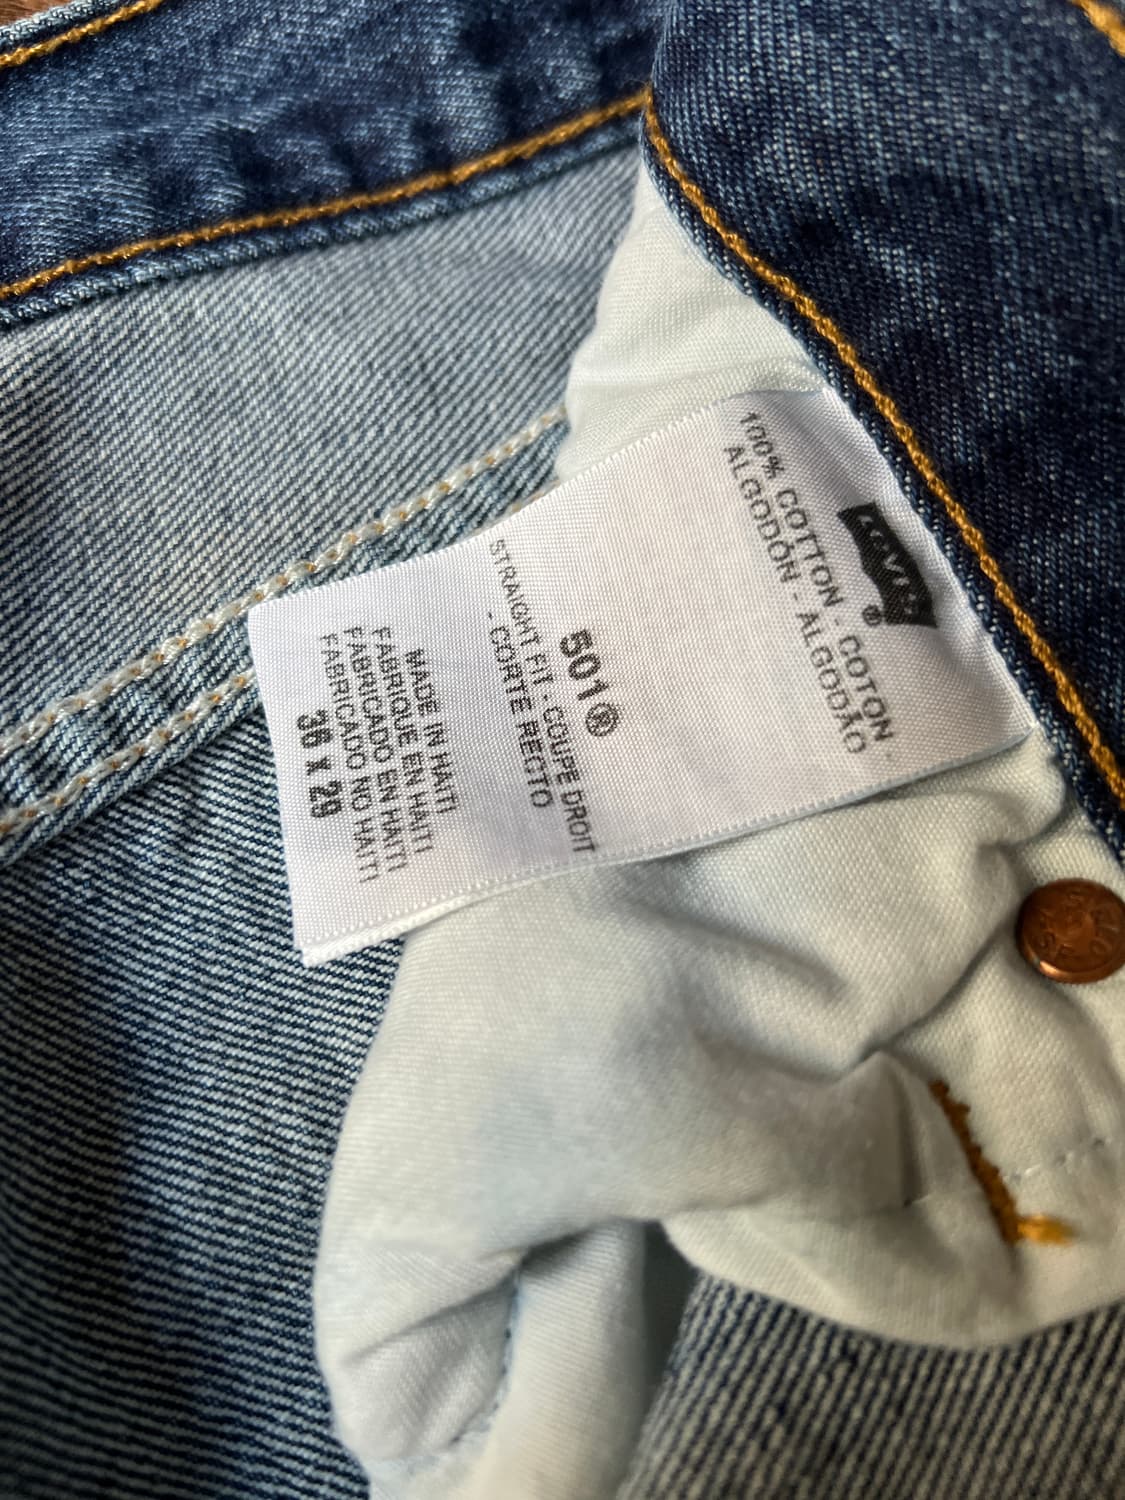 Levi's
®
100% COTTON - COTON -
ALGODÓN - ALGODÃO
501®
STRAIGHT FIT - COUPE DROIT
- CORTE RECTO
MADE IN HAITI
FABRIQUE EN HAITI
FABRICADO EN HAITI
FABRICADO NO HAITI
36 x 29